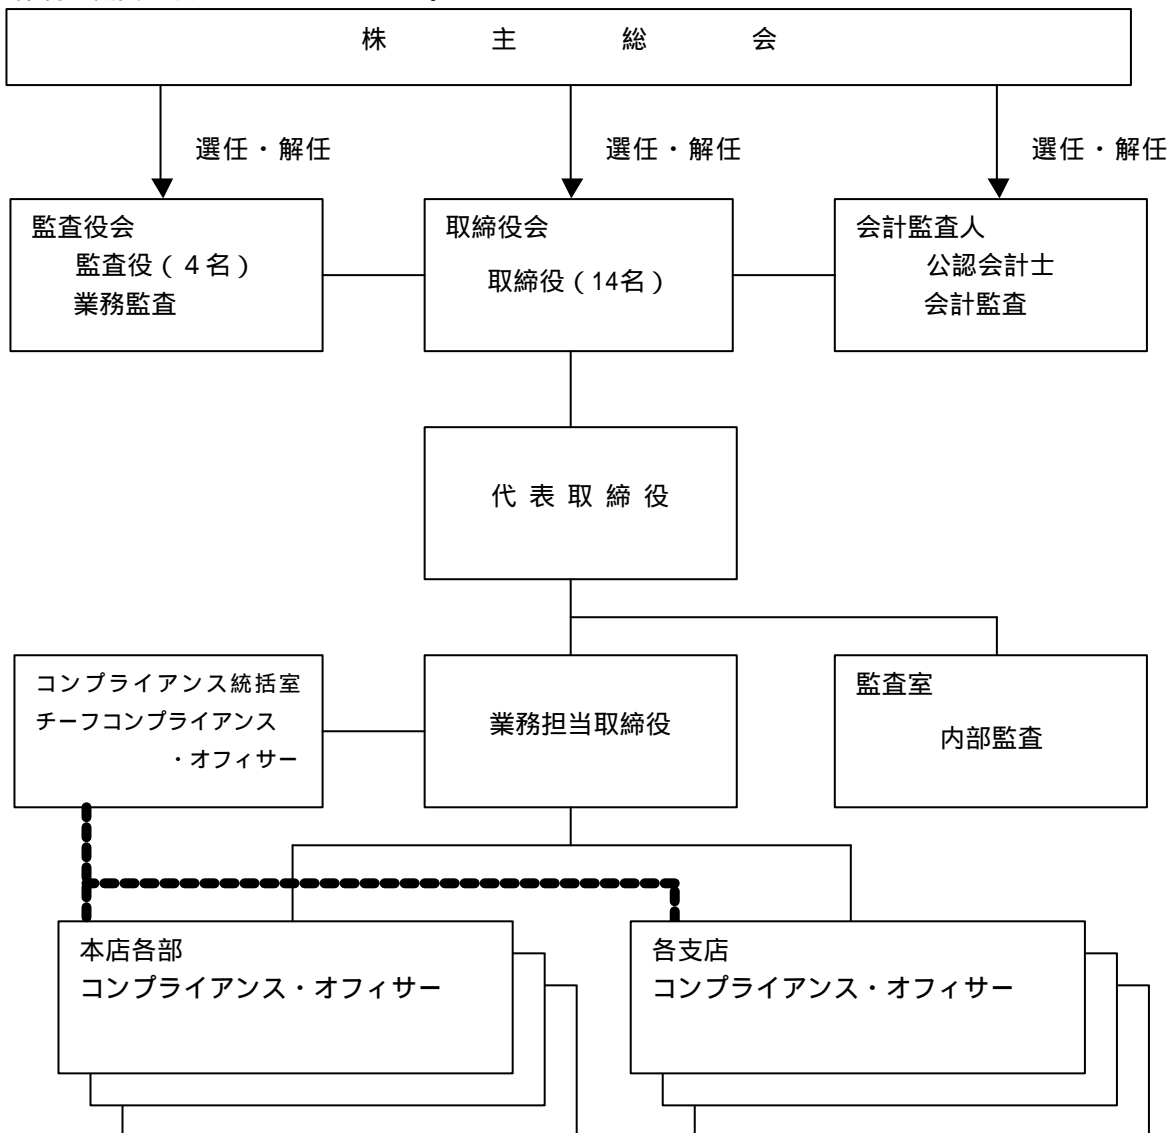 株主総会
選任・解任
選任・解任
選任・解任
監査役会
監査役(4名)
業務監査
取締役会
取締役(14名)
会計監査人
公認会計士
会計監査
代表取締役
コンプライアンス統括室
チーフコンプライアンス
・オフィサー
業務担当取締役
監査室
内部監査
本店各部
コンプライアンス・オフィサー
各支店
コンプライアンス・オフィサー